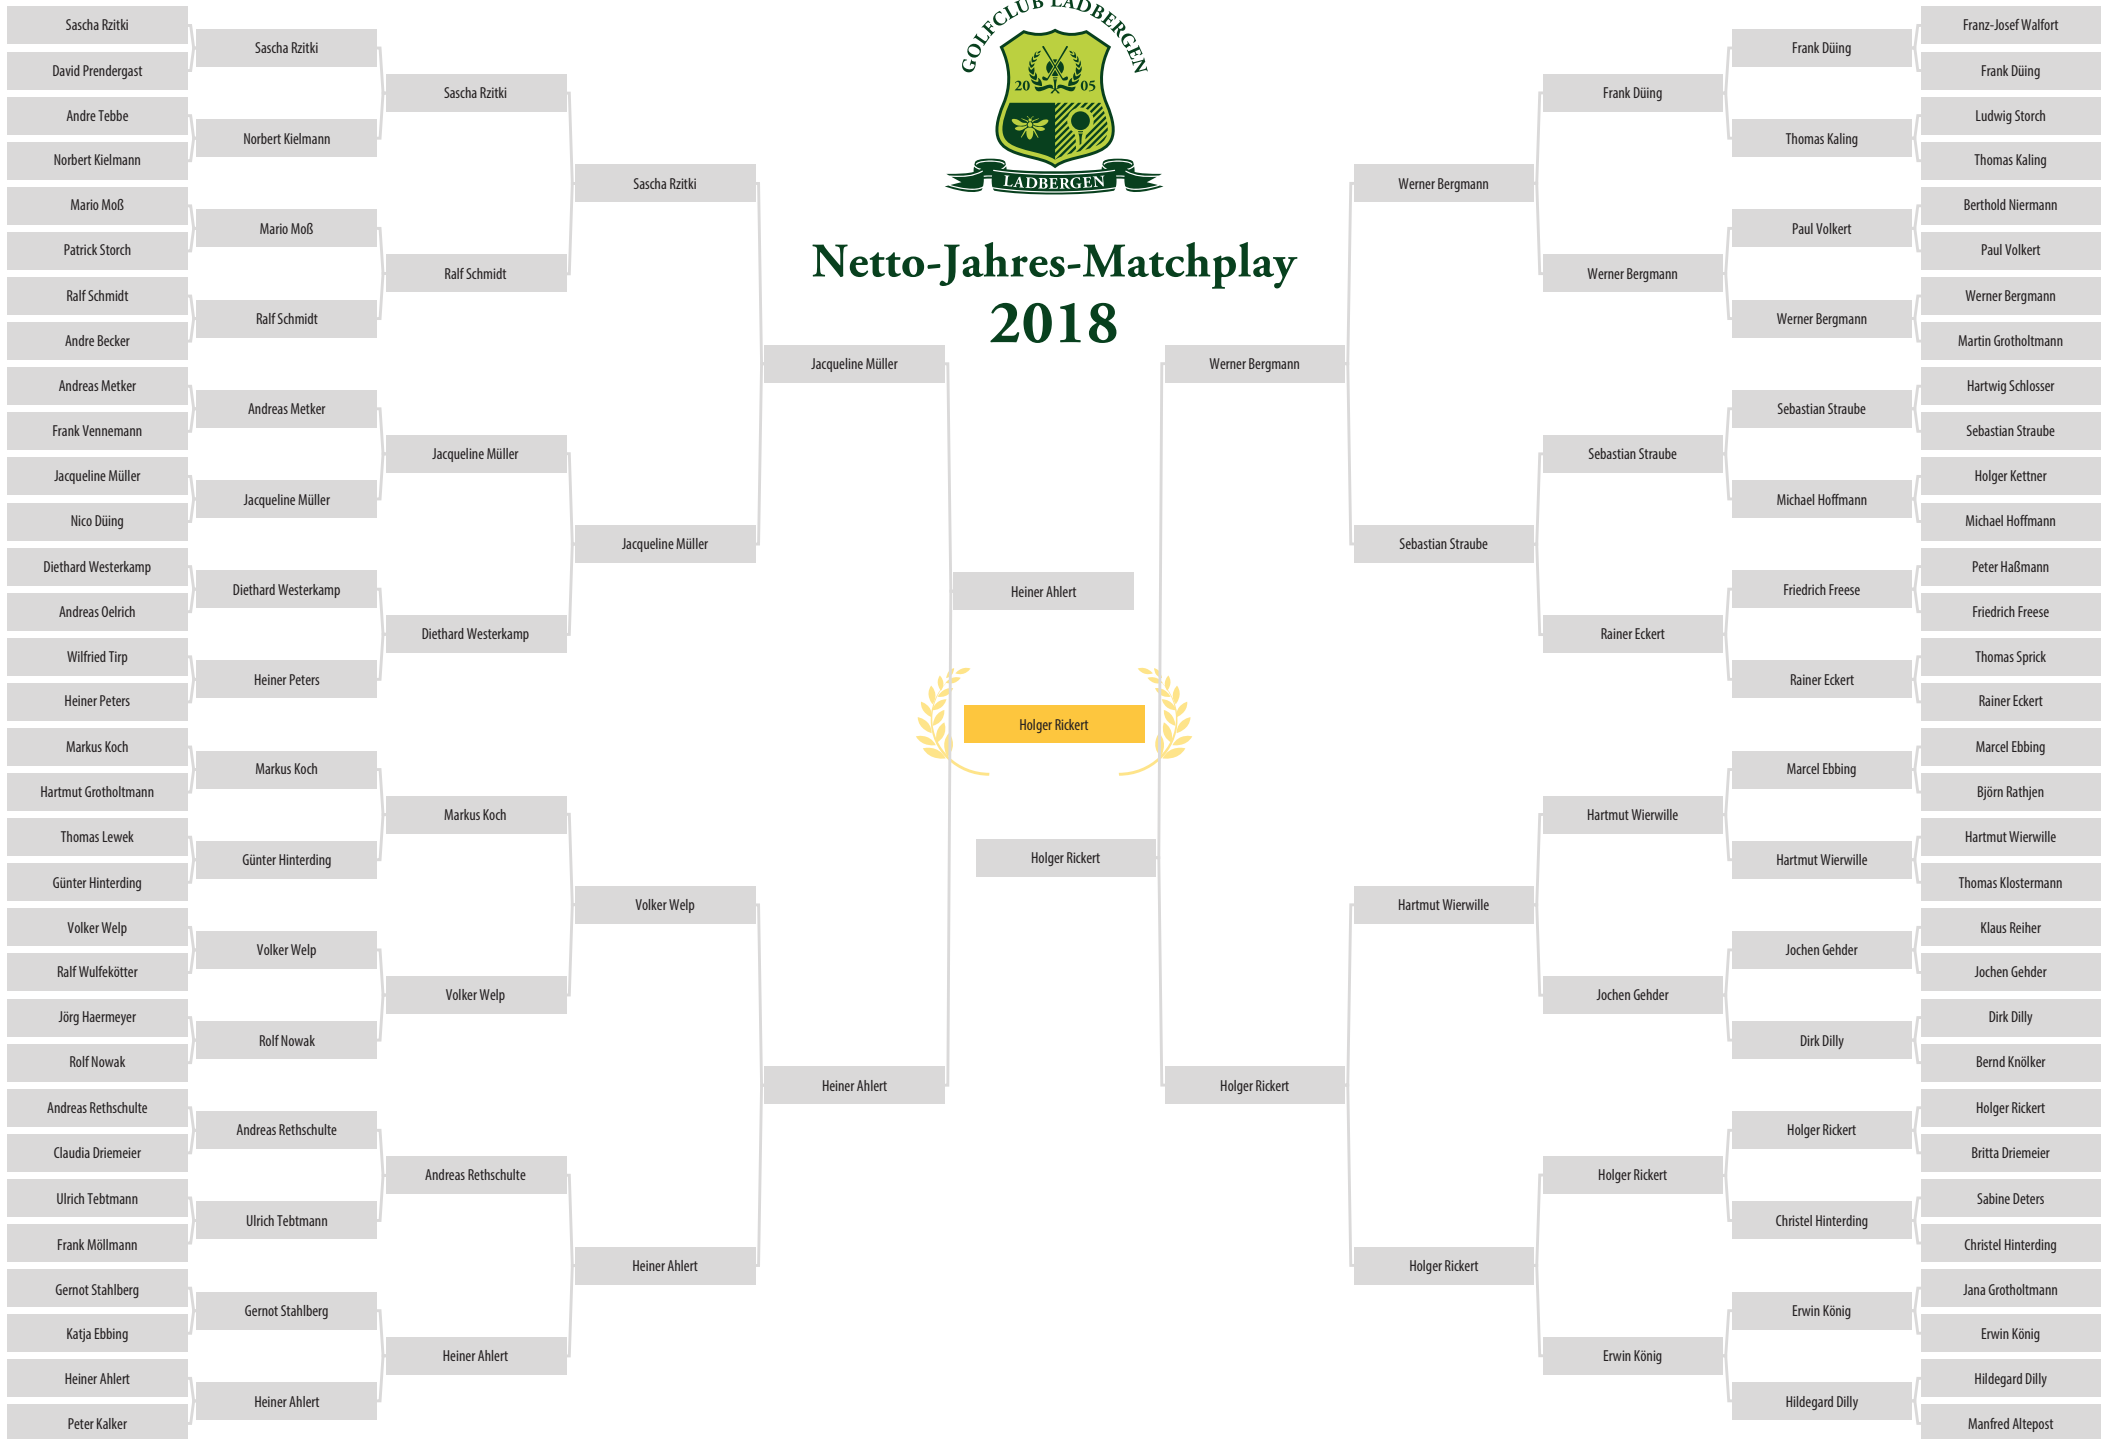 GOLFCLUB LADBERGEN
20 05
LADBERGEN
Netto-Jahres-Matchplay
2018
Sascha Rzitki
David Prendergast
Andre Tebbe
Norbert Kielmann
Mario Moß
Patrick Storch
Ralf Schmidt
Andre Becker
Andreas Metker
Frank Vennemann
Jacqueline Müller
Nico Düing
Diethard Westerkamp
Andreas Oelrich
Wilfried Tirp
Heiner Peters
Markus Koch
Hartmut Grotholtmann
Thomas Lewek
Günter Hinterding
Volker Welp
Ralf Wulfekötter
Jörg Haermeyer
Rolf Nowak
Andreas Rethschulte
Claudia Driemeier
Ulrich Tebtmann
Frank Möllmann
Gernot Stahlberg
Katja Ebbing
Heiner Ahlert
Peter Kalker
Sascha Rzitki
Norbert Kielmann
Mario Moß
Ralf Schmidt
Andreas Metker
Jacqueline Müller
Diethard Westerkamp
Heiner Peters
Markus Koch
Günter Hinterding
Volker Welp
Rolf Nowak
Andreas Rethschulte
Ulrich Tebtmann
Gernot Stahlberg
Heiner Ahlert
Sascha Rzitki
Ralf Schmidt
Jacqueline Müller
Diethard Westerkamp
Markus Koch
Volker Welp
Andreas Rethschulte
Heiner Ahlert
Sascha Rzitki
Jacqueline Müller
Volker Welp
Heiner Ahlert
Jacqueline Müller
Heiner Ahlert
Heiner Ahlert
Holger Rickert
Holger Rickert
Werner Bergmann
Holger Rickert
Werner Bergmann
Sebastian Straube
Hartmut Wierwille
Holger Rickert
Frank Düing
Werner Bergmann
Sebastian Straube
Rainer Eckert
Hartmut Wierwille
Jochen Gehder
Holger Rickert
Erwin König
Frank Düing
Thomas Kaling
Paul Volkert
Werner Bergmann
Sebastian Straube
Michael Hoffmann
Friedrich Freese
Rainer Eckert
Marcel Ebbing
Hartmut Wierwille
Jochen Gehder
Dirk Dilly
Holger Rickert
Christel Hinterding
Erwin König
Hildegard Dilly
Franz-Josef Walfort
Frank Düing
Ludwig Storch
Thomas Kaling
Berthold Niermann
Paul Volkert
Werner Bergmann
Martin Grotholtmann
Hartwig Schlosser
Sebastian Straube
Holger Kettner
Michael Hoffmann
Peter Haßmann
Friedrich Freese
Thomas Sprick
Rainer Eckert
Marcel Ebbing
Björn Rathjen
Hartmut Wierwille
Thomas Klostermann
Klaus Reiher
Jochen Gehder
Dirk Dilly
Bernd Knölker
Holger Rickert
Britta Driemeier
Sabine Deters
Christel Hinterding
Jana Grotholtmann
Erwin König
Hildegard Dilly
Manfred Altepost